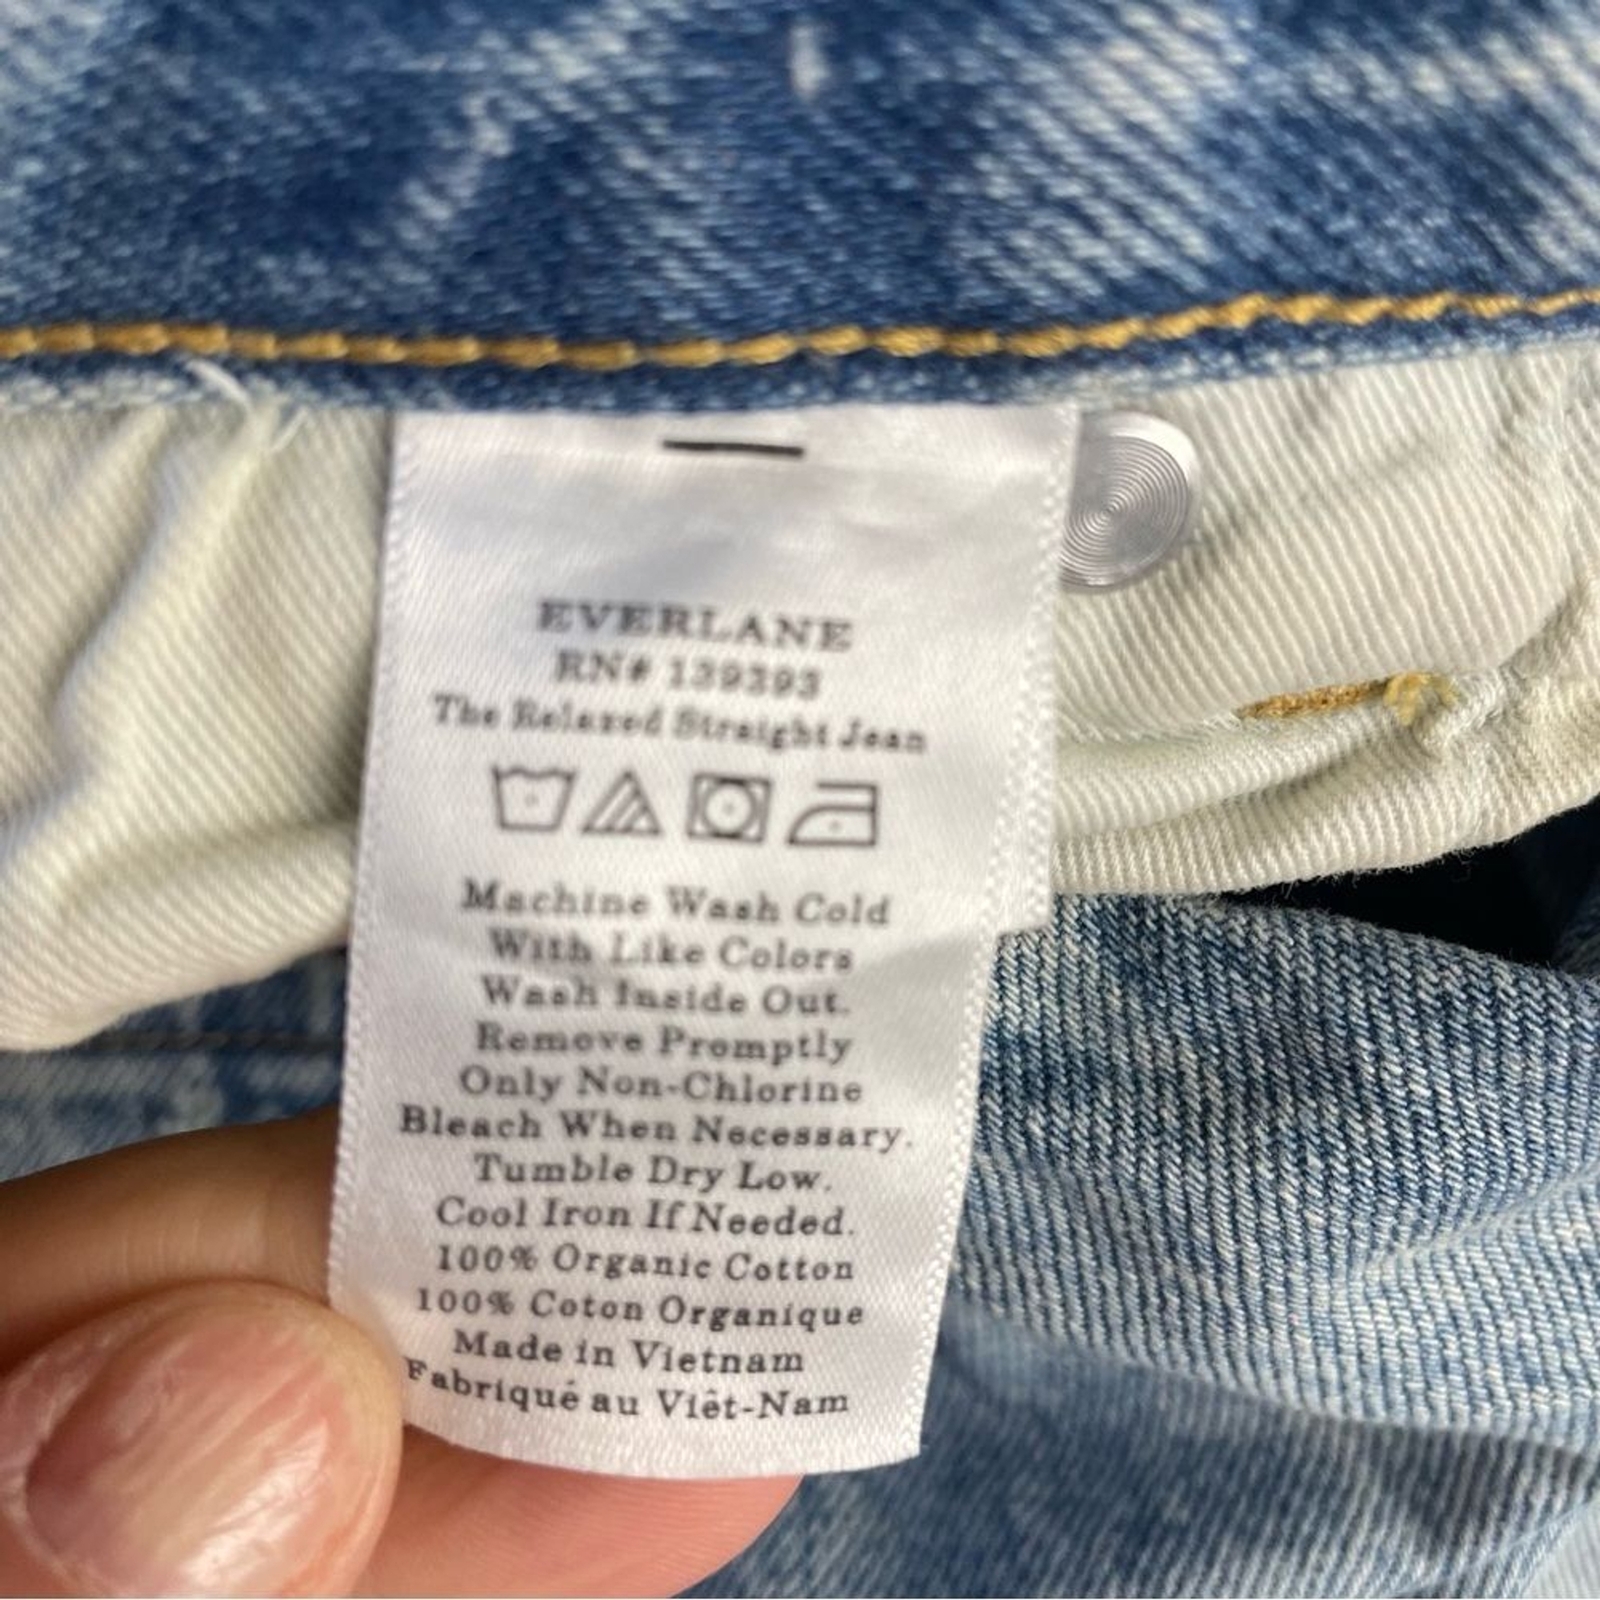 EVERLANE
RN# 139393
The Relaxed Straight Jean
Machine Wash Cold
With Like Colors
Wash Inside Out.
Remove Promptly
Only Non-Chlorine
Bleach When Necessary.
Tumble Dry Low.
Cool Iron If Needed.
100% Organic Cotton
100% Coton Organique
Made in Vietnam
Fabriqué au Viêt-Nam